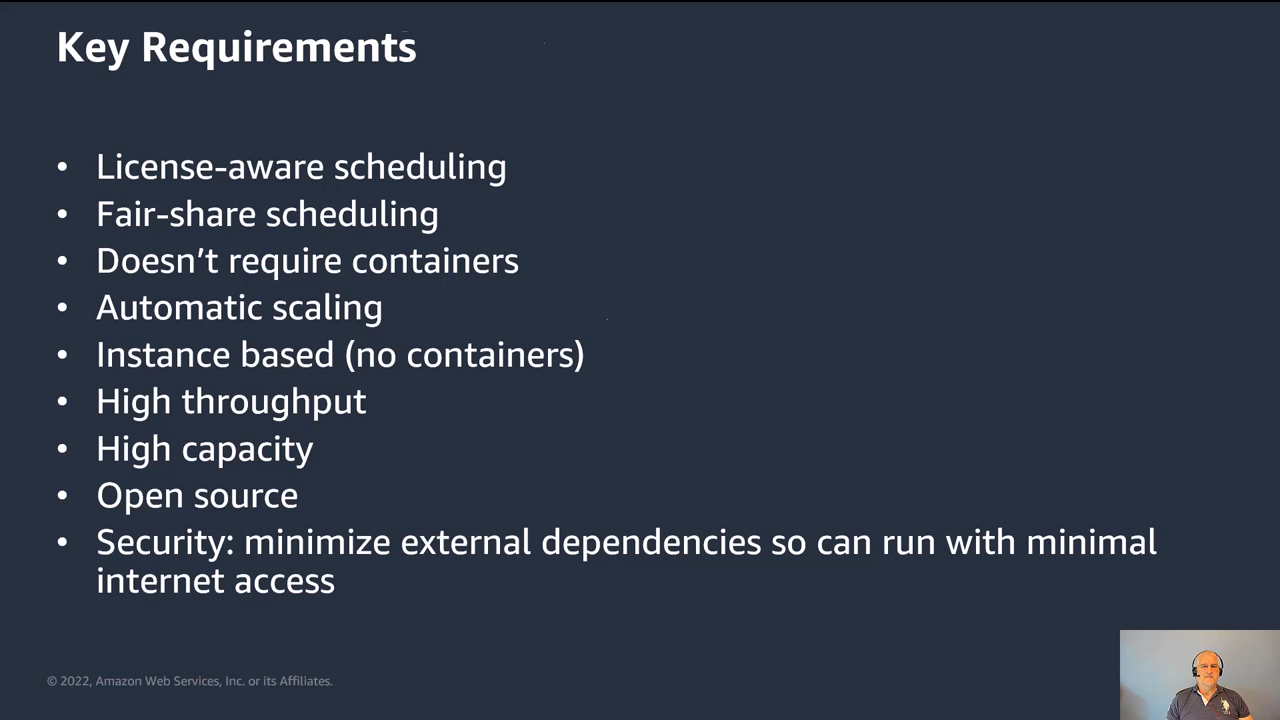 Key Requirements
• License-aware scheduling
• Fair-share scheduling
• Doesn’t require containers
• Automatic scaling
• Instance based (no containers)
• High throughput
• High capacity
• Open source
• Security: minimize external dependencies so can run with minimal
internet access
© 2022, Amazon Web Services, Inc. or its Affiliates.